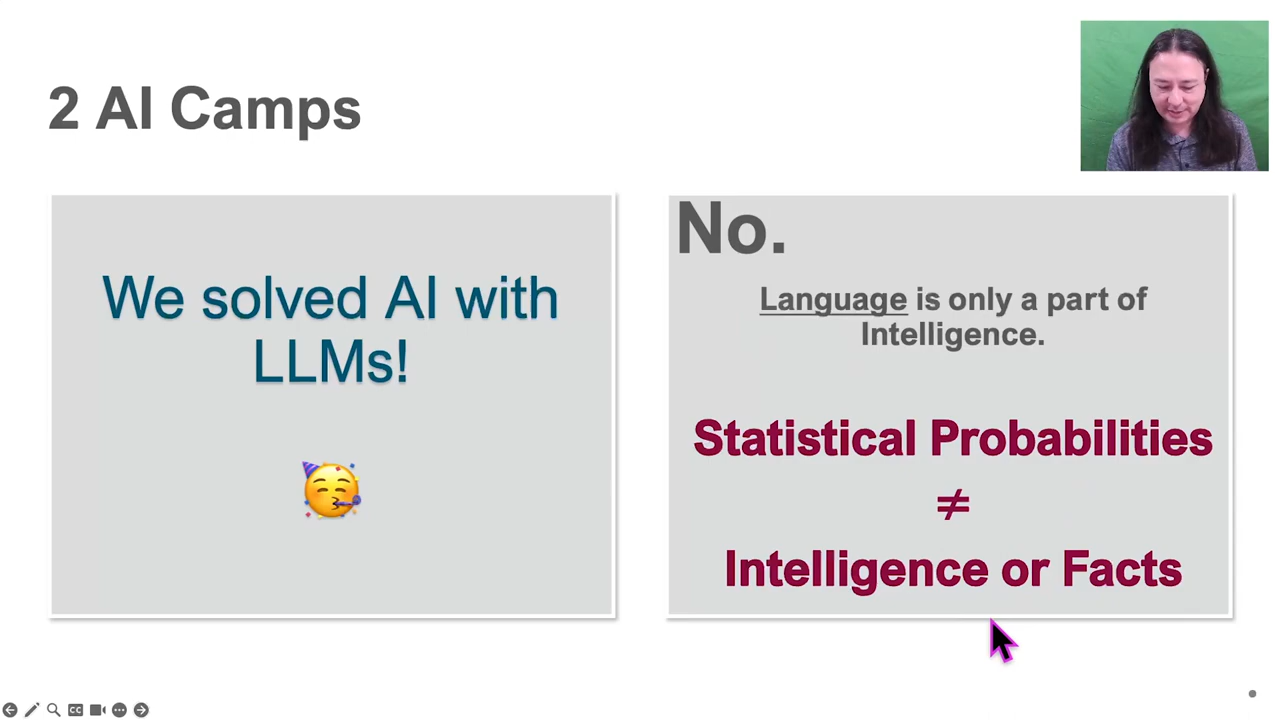 2 AI Camps
We solved AI with
LLMs!
No.
Language is only a part of
Intelligence.
Statistical Probabilities
≠
Intelligence or Facts